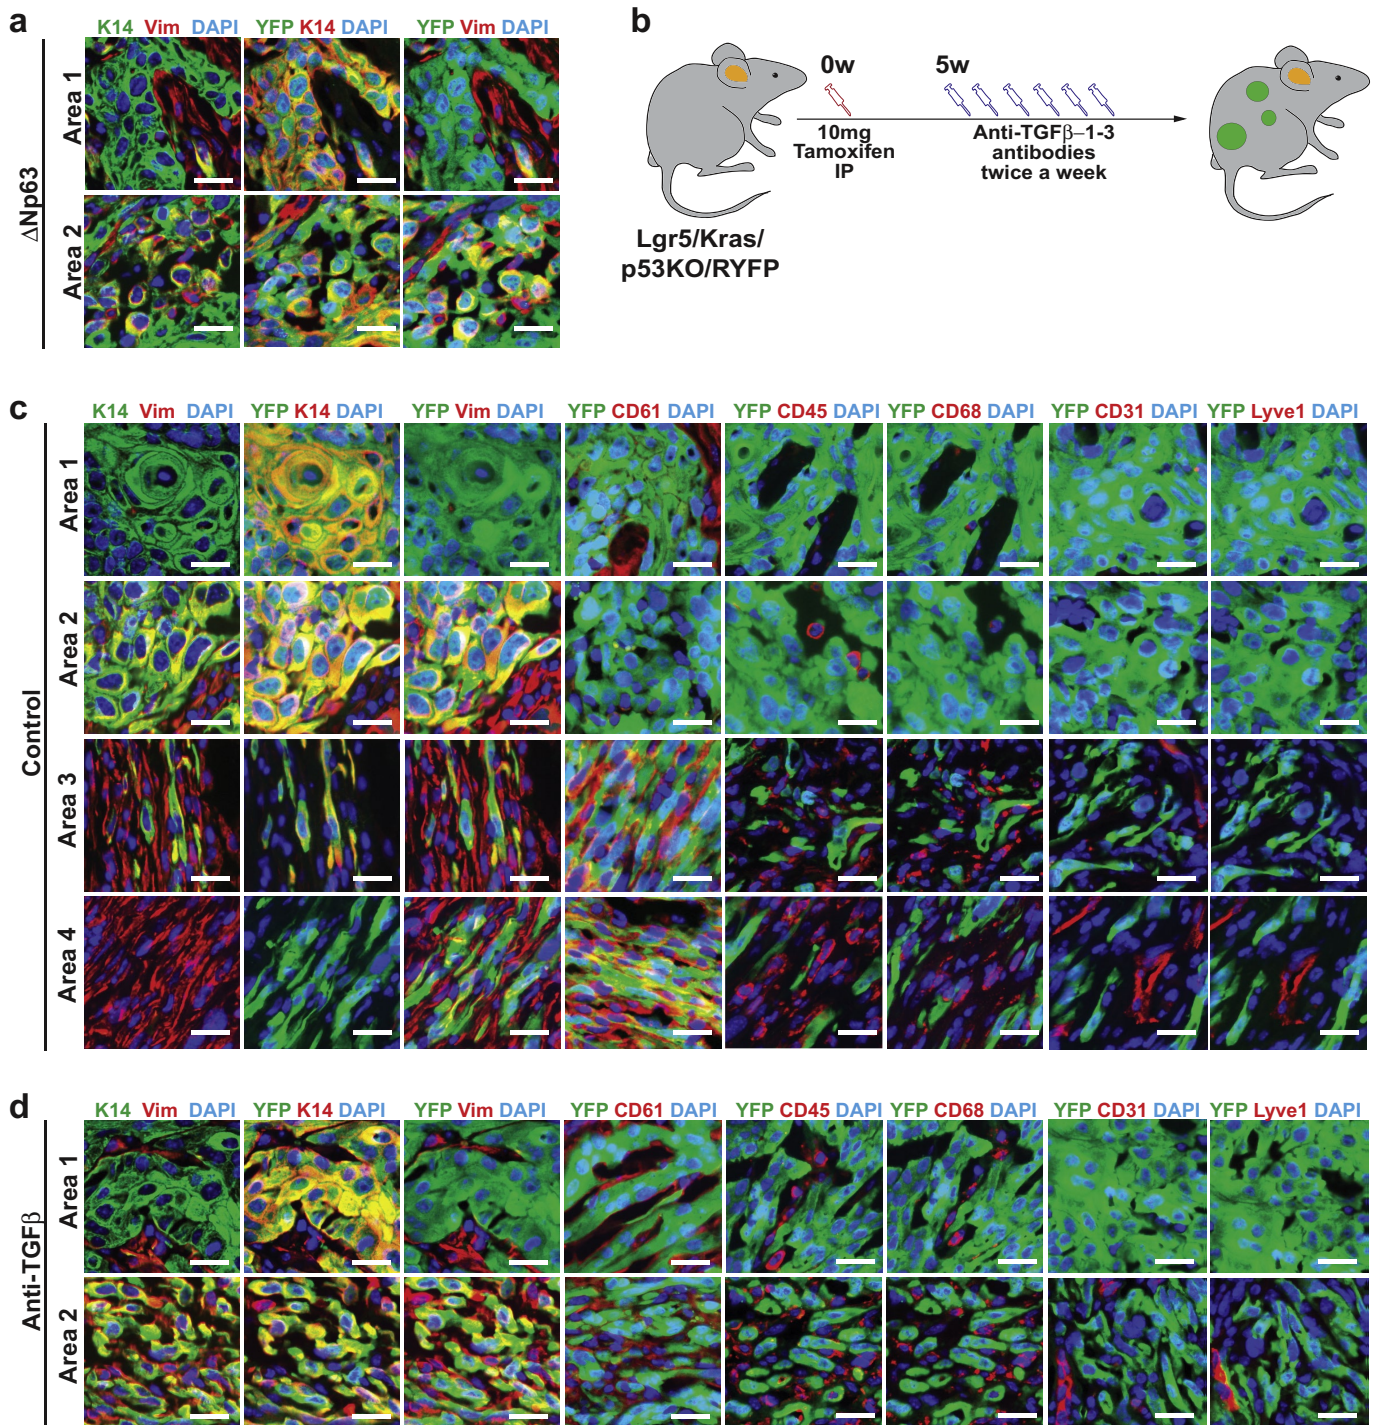 a
K14 Vim DAPI YFP K14 DAPI YFP Vim DAPI
ΔNp63
Area 1
Area 2
b
0w 5w
10mg
Tamoxifen
IP
Anti-TGFβ–1-3
antibodies
twice a week
Lgr5/Kras/
p53KO/RYFP
c
K14 Vim DAPI YFP K14 DAPI YFP Vim DAPI YFP CD61 DAPI YFP CD45 DAPI YFP CD68 DAPI YFP CD31 DAPI YFP Lyve1 DAPI
Control
Area 1
Area 2
Area 3
Area 4
d
K14 Vim DAPI YFP K14 DAPI YFP Vim DAPI YFP CD61 DAPI YFP CD45 DAPI YFP CD68 DAPI YFP CD31 DAPI YFP Lyve1 DAPI
Anti-TGFβ
Area 1
Area 2